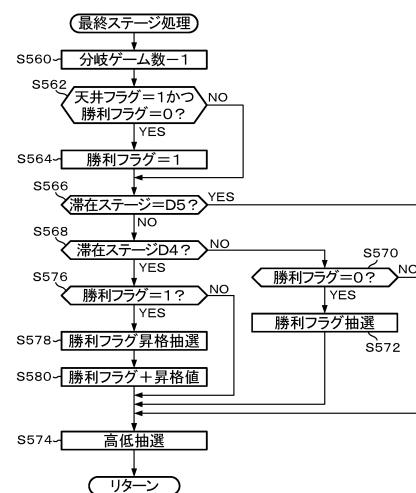 最終ステージ処理
S560
分岐ゲーム数－1
S562
天井フラグ＝1かつ
勝利フラグ＝0？
NO
YES
S564
勝利フラグ＝1
S566
滞在ステージ＝D5？
YES
NO
S568
滞在ステージD4？
NO
YES
S570
勝利フラグ＝0？
NO
YES
S576
勝利フラグ＝1？
NO
YES
勝利フラグ抽選
S572
S578
勝利フラグ昇格抽選
S580
勝利フラグ＋昇格値
S574
高低抽選
リターン